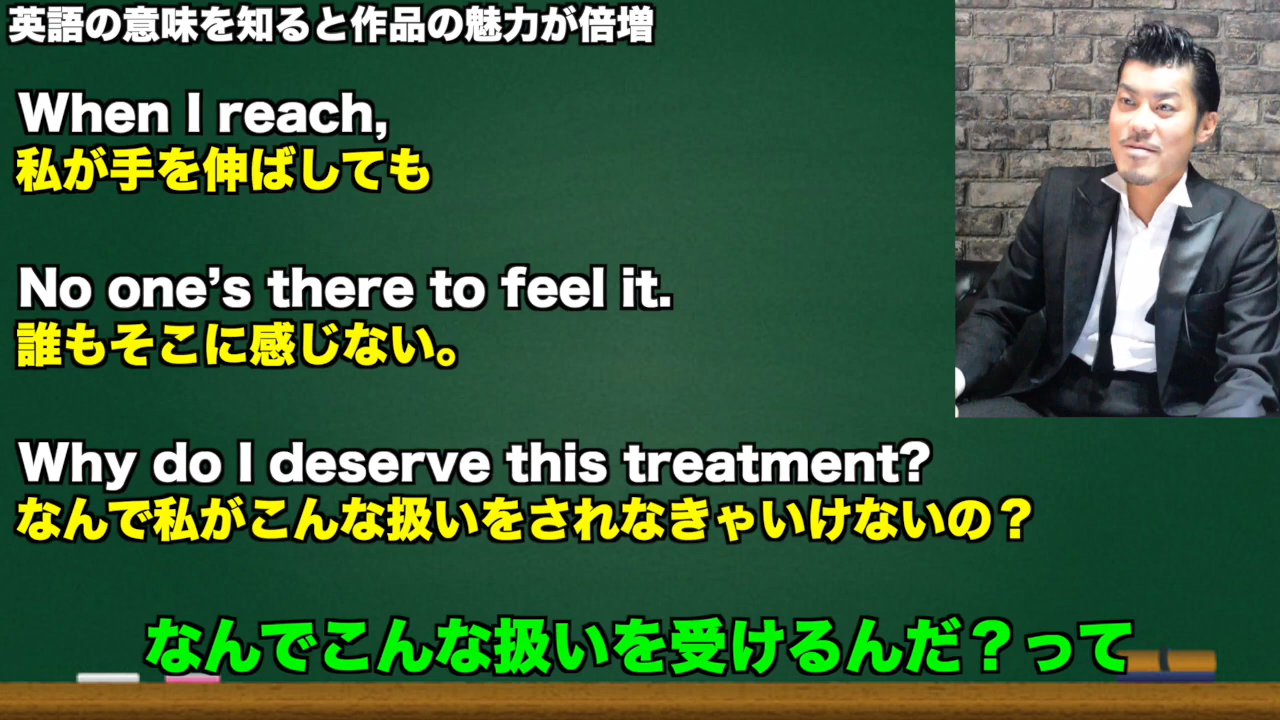 英語の意味を知ると作品の魅力が倍増
When I reach,
私が手を伸ばしても
No one’s there to feel it.
誰もそこに感じない。
Why do I deserve this treatment?
なんで私がこんな扱いをされなきゃいけないの？
なんでこんな扱いを受けるんだ？って